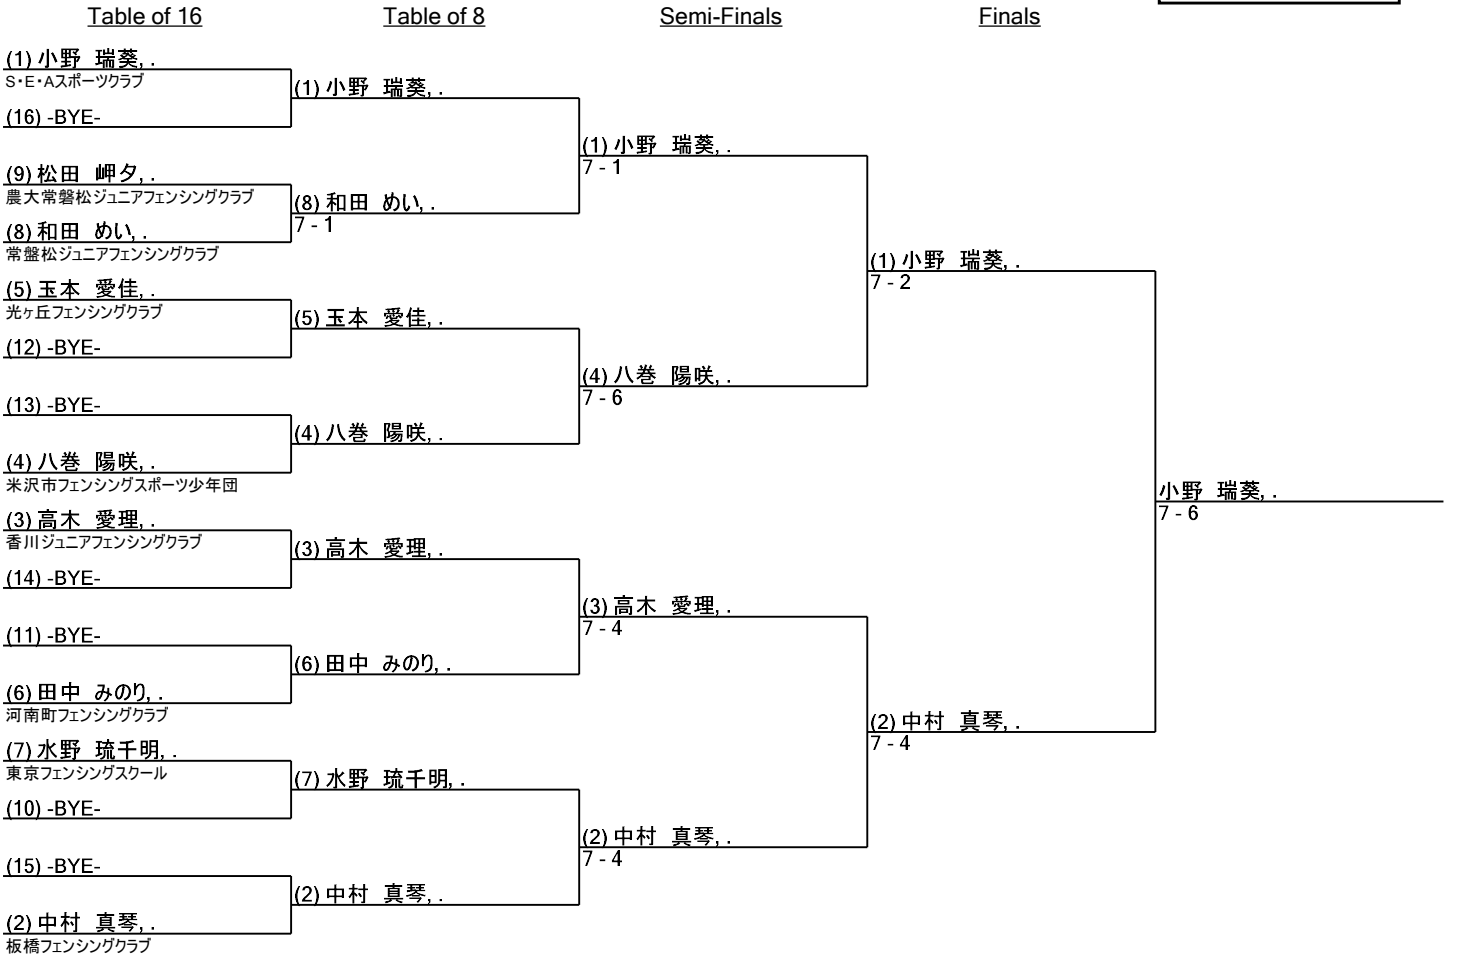 Table of 16
Table of 8
Semi-Finals
Finals
(1) 小野　瑞葵, .
S・E・Aスポーツクラブ
(16) -BYE-
(9) 松田　岬夕, .
農大常磐松ジュニアフェンシングクラブ
(8) 和田　めい, .
常盤松ジュニアフェンシングクラブ
(5) 玉本　愛佳, .
光ヶ丘フェンシングクラブ
(12) -BYE-
(13) -BYE-
(4) 八巻　陽咲, .
米沢市フェンシングスポーツ少年団
(3) 高木　愛理, .
香川ジュニアフェンシングクラブ
(14) -BYE-
(11) -BYE-
(6) 田中　みのり, .
河南町フェンシングクラブ
(7) 水野　琉千明, .
東京フェンシングスクール
(10) -BYE-
(15) -BYE-
(2) 中村　真琴, .
板橋フェンシングクラブ
(1) 小野　瑞葵, .
(8) 和田　めい, .
7 - 1
(5) 玉本　愛佳, .
(4) 八巻　陽咲, .
(3) 高木　愛理, .
(6) 田中　みのり, .
(7) 水野　琉千明, .
(2) 中村　真琴, .
(1) 小野　瑞葵, .
7 - 1
(4) 八巻　陽咲, .
7 - 6
(3) 高木　愛理, .
7 - 4
(2) 中村　真琴, .
7 - 4
(1) 小野　瑞葵, .
7 - 2
(2) 中村　真琴, .
7 - 4
小野　瑞葵, .
7 - 6